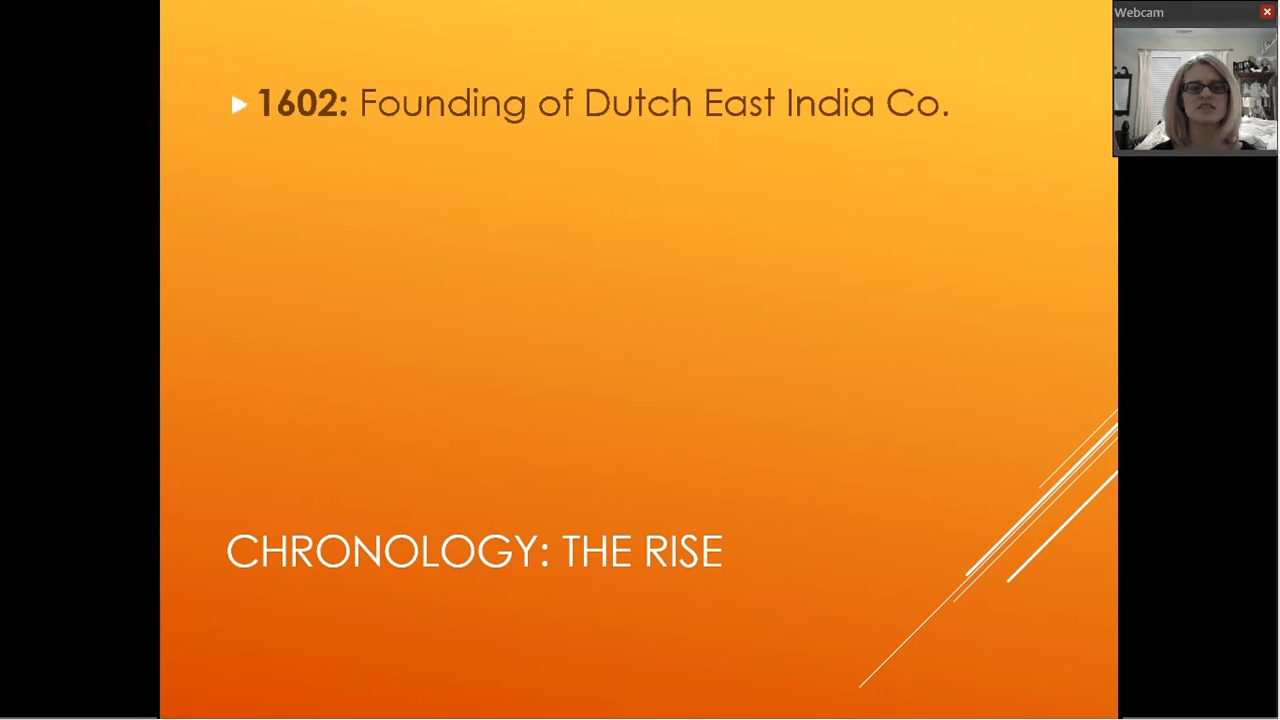 Webcam
1602: Founding of Dutch East India Co.
CHRONOLOGY: THE RISE